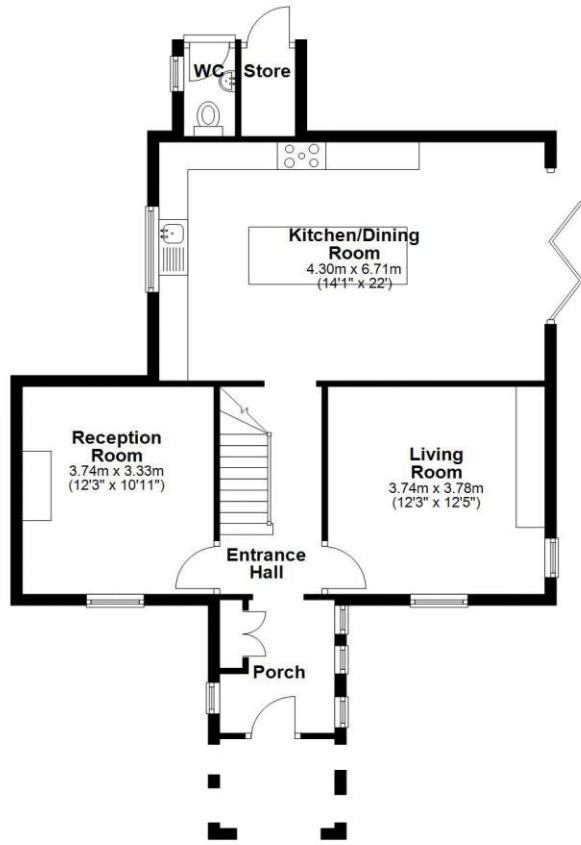 WC
Store
Kitchen/Dining
Room
4.30m x 6.71m
(14'1" x 22')
Reception
Room
3.74m x 3.33m
(12'3" x 10'11")
Living
Room
3.74m x 3.78m
(12'3" x 12'5")
Entrance
Hall
Porch